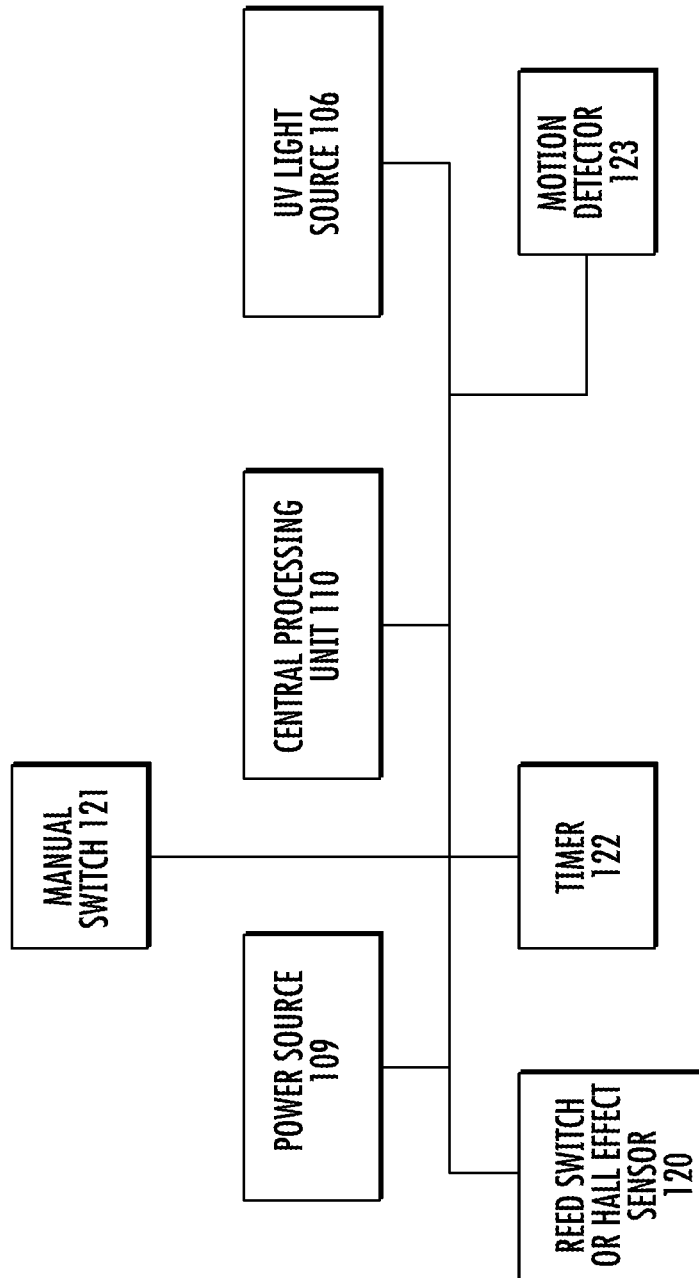 MANUAL
SWITCH 121
POWER SOURCE
109
CENTRAL PROCESSING
UNIT 110
UV LIGHT
SOURCE 106
REED SWITCH
OR HALL EFFECT
SENSOR
120
TIMER
122
MOTION
DETECTOR
123